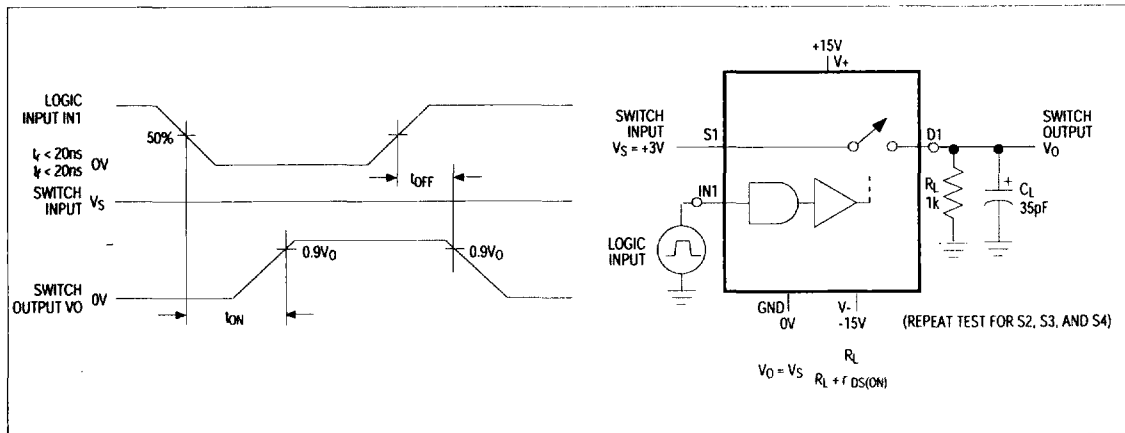 LOGIC
INPUT IN1
50%
tr < 20ns
tf < 20ns
0V
SWITCH
INPUT
VS
tOFF
0.9VO
0.9VO
SWITCH
OUTPUT VO
0V
tON
+15V
V+
SWITCH
INPUT
VS = +3V
S1
D1
SWITCH
OUTPUT
VO
IN1
RL
1k
+
CL
35pF
LOGIC
INPUT
GND
0V
V-
-15V
(REPEAT TEST FOR S2, S3, AND S4)
VO = VS RL
RL + rDS(ON)